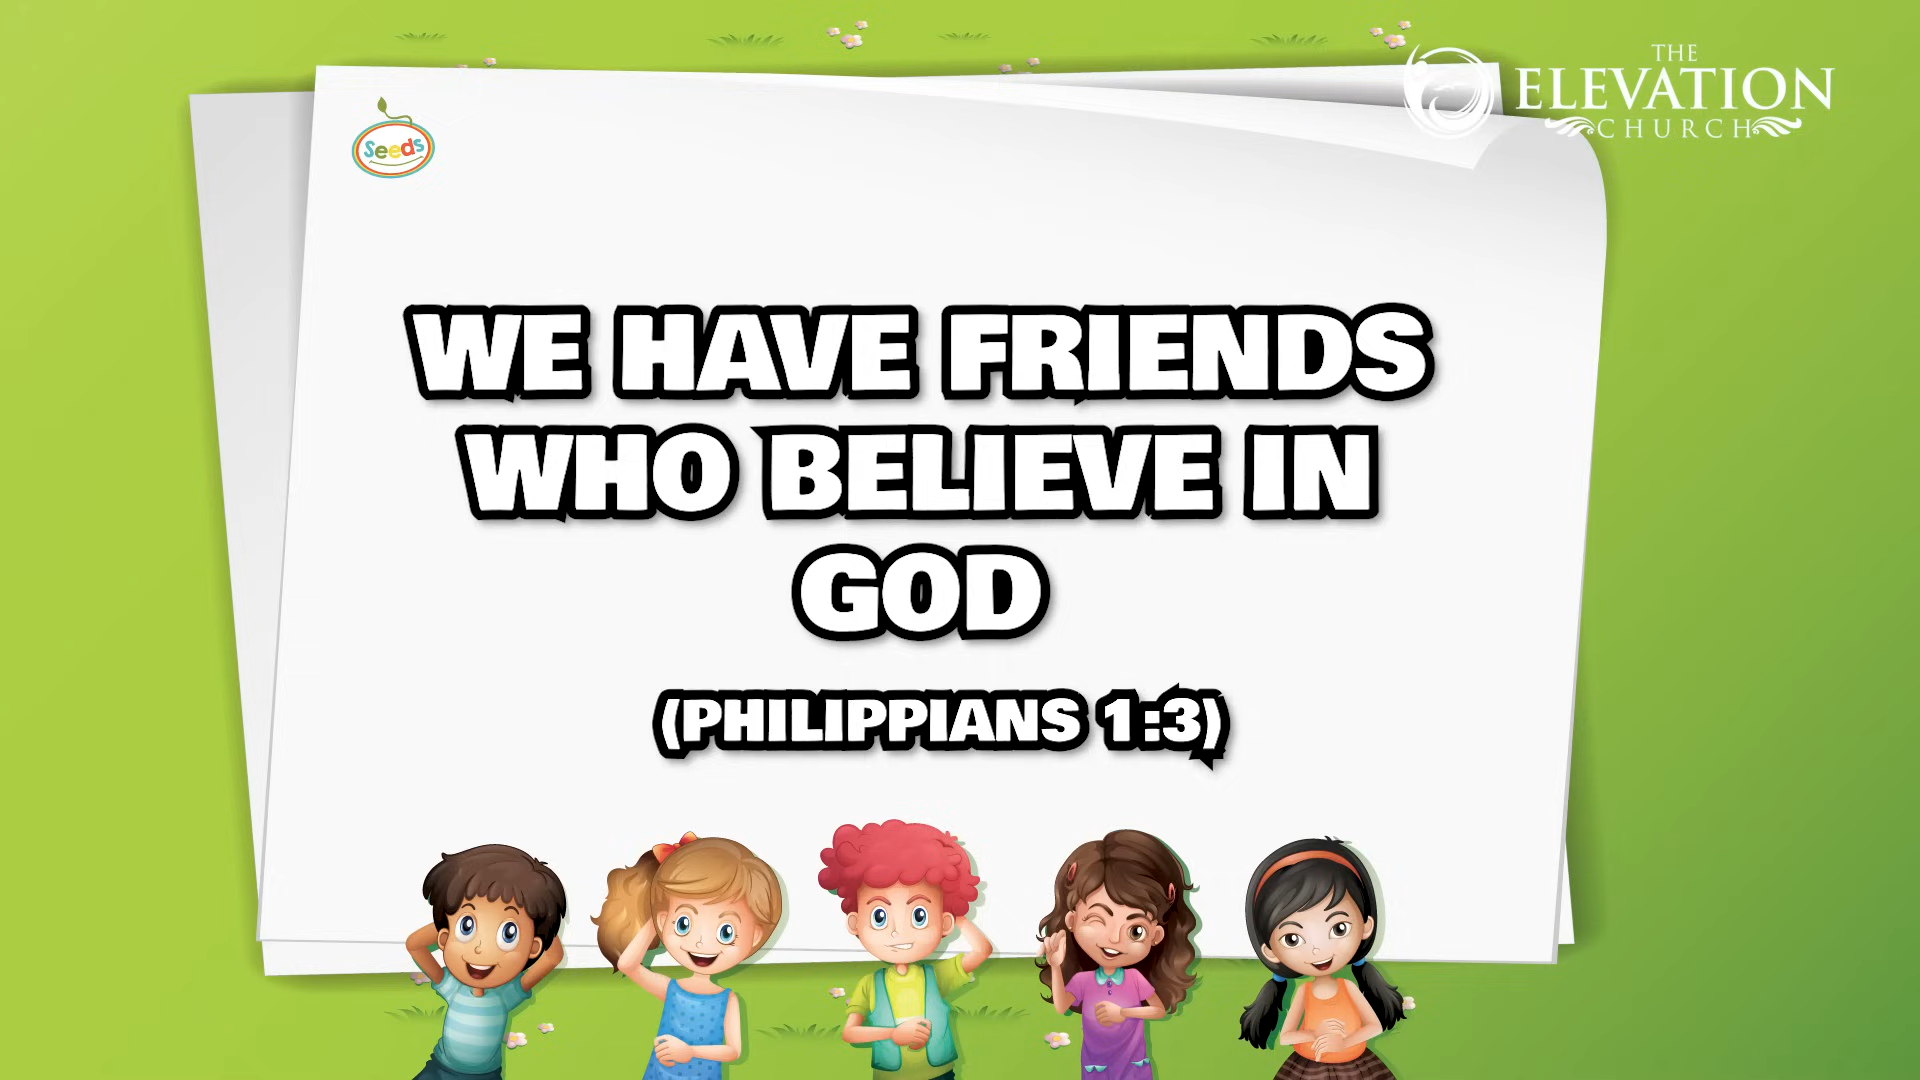 THE
ELEVATION
CHURCH
Seeds
WE HAVE FRIENDS
WHO BELIEVE IN
GOD
(PHILIPPIANS 1:3)